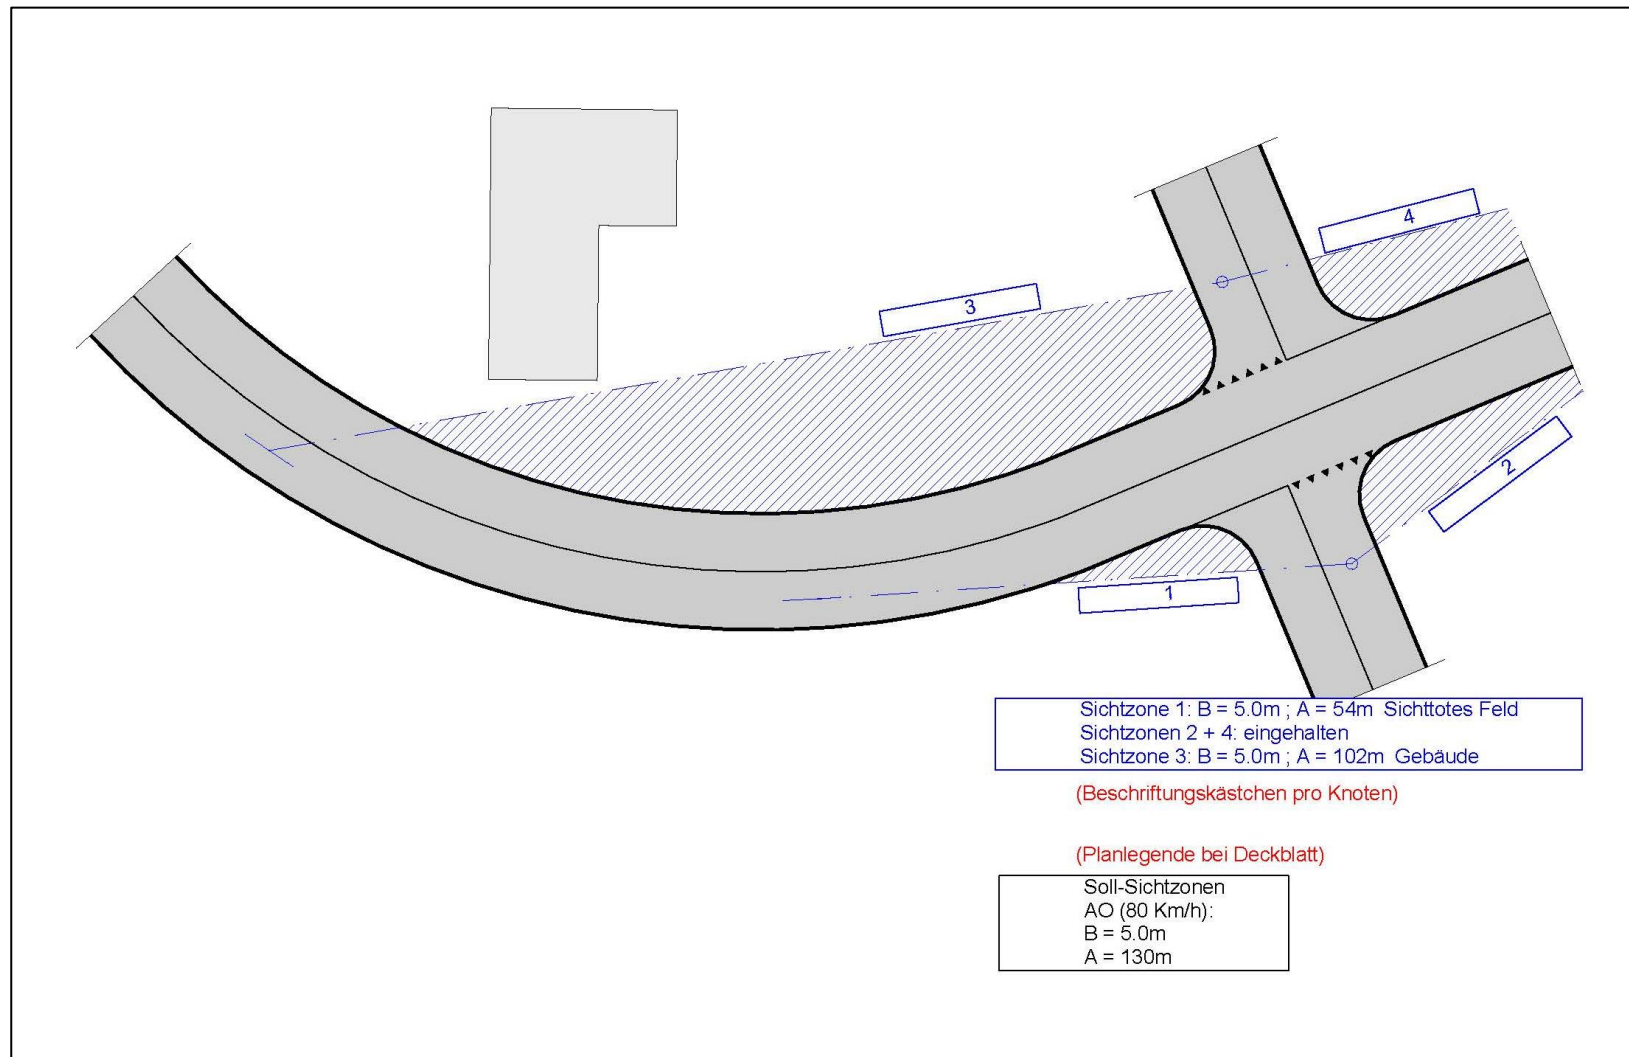 4
3
2
1
Sichtzone 1: B = 5.0m ; A = 54m Sichttotes Feld
Sichtzonen 2 + 4: eingehalten
Sichtzone 3: B = 5.0m ; A = 102m Gebäude
(Beschriftungskästchen pro Knoten)
(Planlegende bei Deckblatt)
Soll-Sichtzonen
AO (80 Km/h):
B = 5.0m
A = 130m